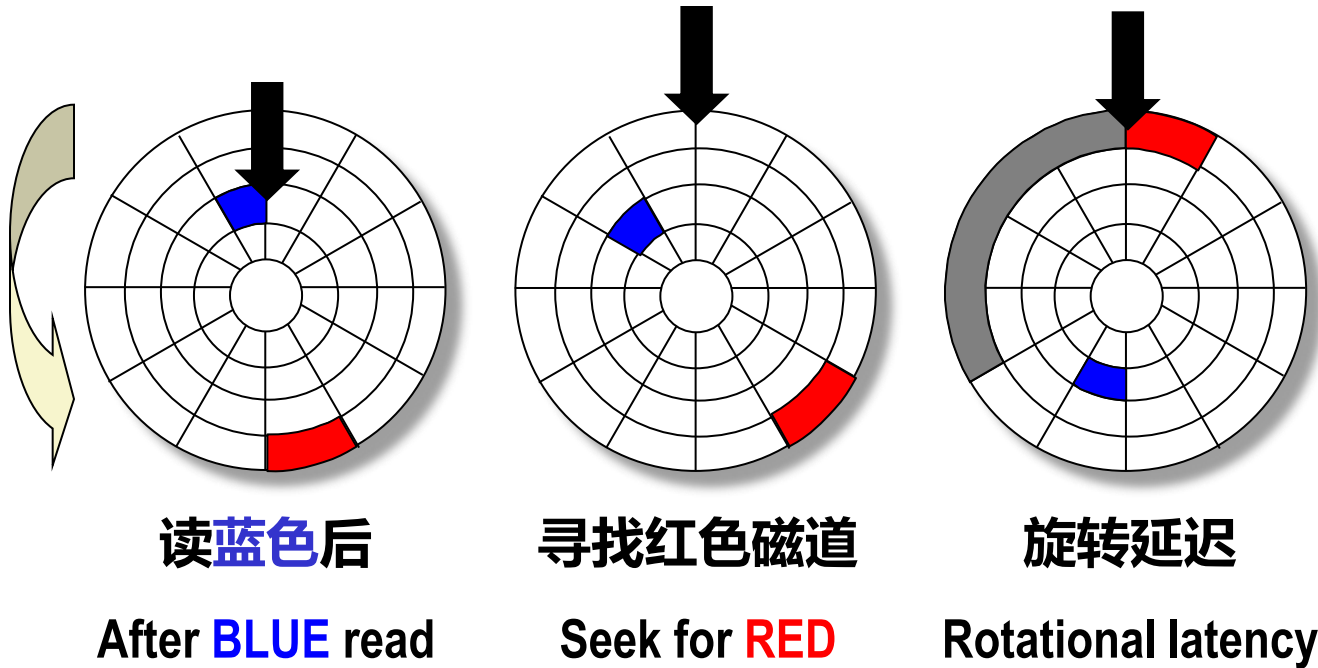 读蓝色后
寻找红色磁道
旋转延迟
After BLUE read
Seek for RED
Rotational latency